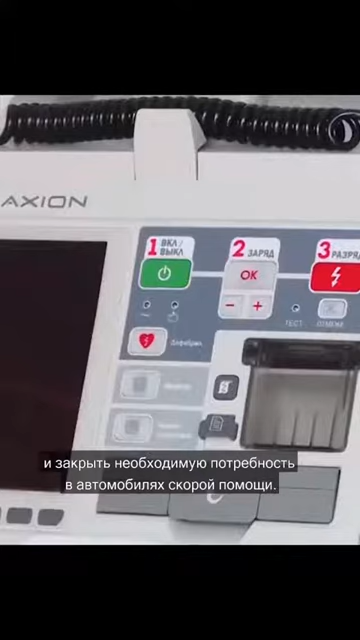 AXION
1 ВКЛ/
ВЫКЛ
2 ЗАРЯД
3 РАЗРЯД
OK
− +
ТЕСТ
и закрыть необходимую потребность
в автомобилях скорой помощи.